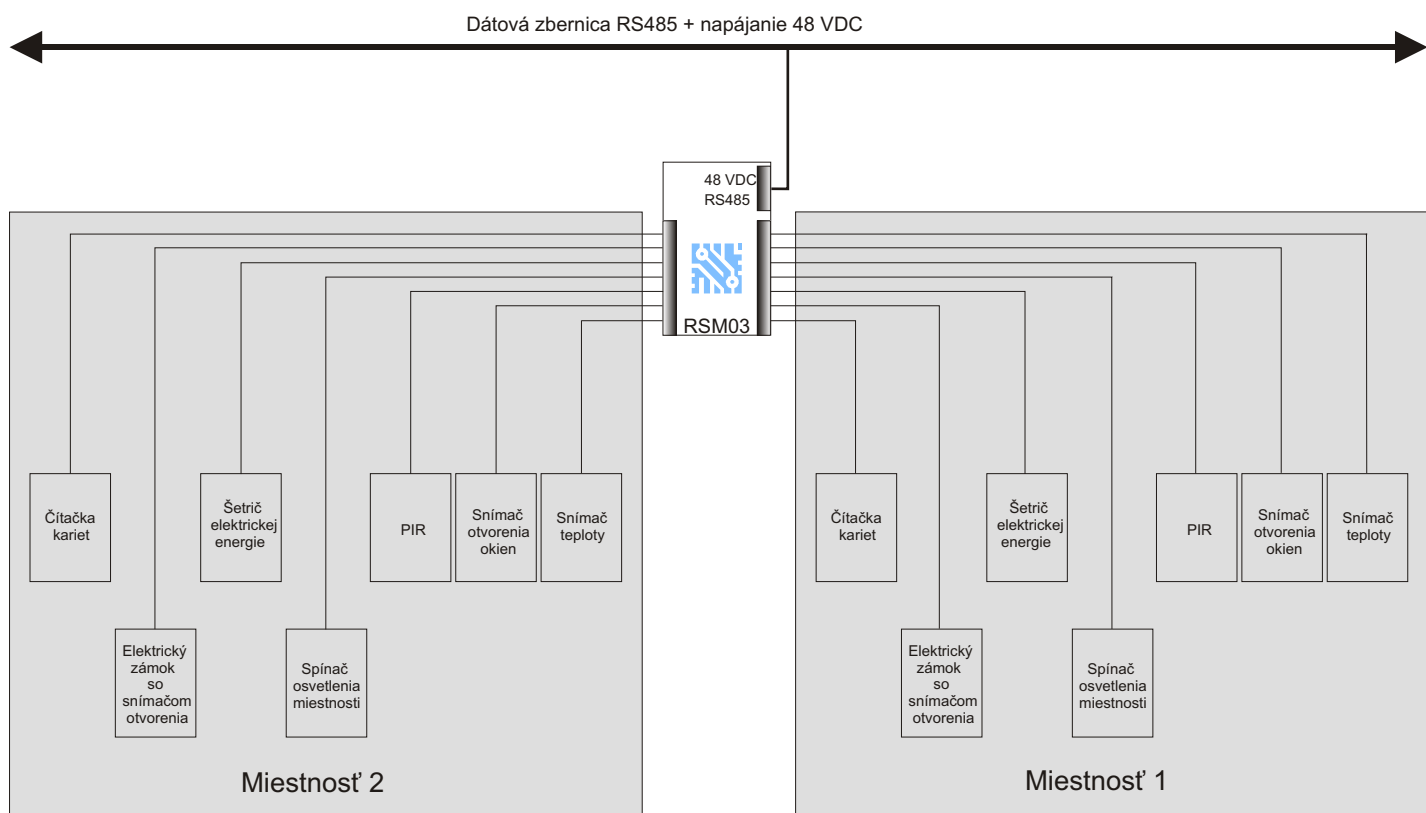 Dátová zbernica RS485 + napájanie 48 VDC
48 VDC
RS485
RSM03
Čítačka
kariet
Šetrič
elektrickej
energie
PIR
Snímač
otvorenia
okien
Snímač
teploty
Elektrický
zámok
so
snímačom
otvorenia
Spínač
osvetlenia
miestnosti
Miestnosť 2
Čítačka
kariet
Šetrič
elektrickej
energie
PIR
Snímač
otvorenia
okien
Snímač
teploty
Elektrický
zámok
so
snímačom
otvorenia
Spínač
osvetlenia
miestnosti
Miestnosť 1